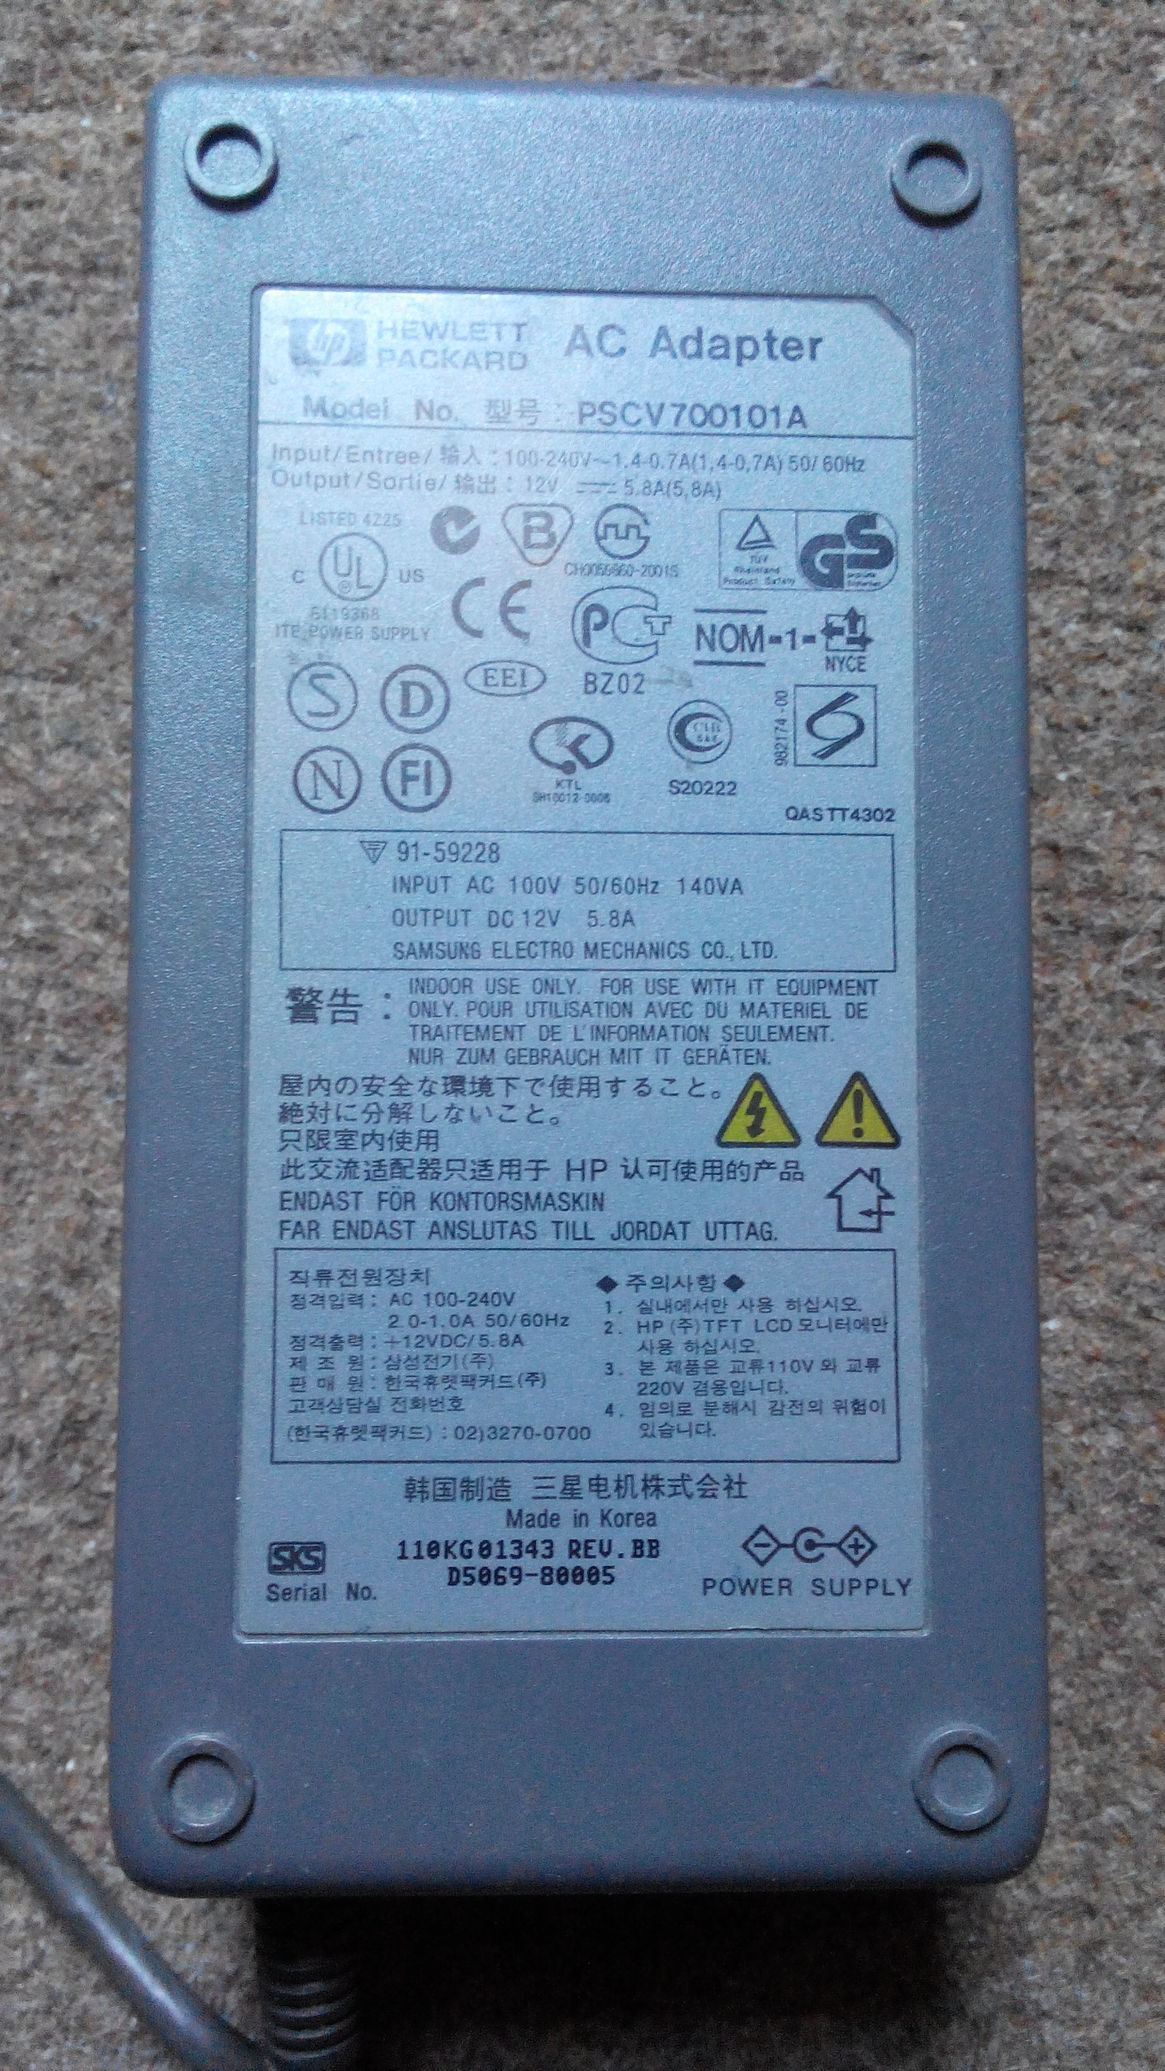 hp HEWLETT PACKARD AC Adapter
Model No. 型号: PSCV700101A
Input/Entree/输入: 100-240V~1.4-0.7A(1,4-0,7A) 50/60Hz
Output/Sortie/输出: 12V ⎓ 5.8A(5,8A)
LISTED 4225
C UL US
E119368
ITE POWER SUPPLY
B
CH0055660-2001S
TÜV
Rheinland
Product Safety
GS
CE
PCT
BZ02
NOM-1-
NYCE
S
D
EEI
N
FI
KTL
SH10012-0006
S20222
982174-00
QASTT4302
T 91-59228
INPUT AC 100V 50/60Hz 140VA
OUTPUT DC 12V 5.8A
SAMSUNG ELECTRO MECHANICS CO., LTD.
警告: INDOOR USE ONLY. FOR USE WITH IT EQUIPMENT
ONLY. POUR UTILISATION AVEC DU MATERIEL DE
TRAITEMENT DE L'INFORMATION SEULEMENT.
NUR ZUM GEBRAUCH MIT IT GERÄTEN.
屋内の安全な環境下で使用すること。
絶対に分解しないこと。
只限室内使用
此交流适配器只适用于 HP 认可使用的产品
ENDAST FÖR KONTORSMASKIN
FAR ENDAST ANSLUTAS TILL JORDAT UTTAG.
직류전원장치
정격입력: AC 100-240V
2.0-1.0A 50/60Hz
정격출력: +12VDC/5.8A
제 조 원: 삼성전기(주)
판 매 원: 한국휴렛팩커드(주)
고객상담실 전화번호
(한국휴렛팩커드): 02)3270-0700
◆ 주의사항 ◆
1. 실내에서만 사용 하십시오.
2. HP (주)TFT LCD모니터에만
사용 하십시오.
3. 본 제품은 교류110V 와 교류
220V 겸용입니다.
4. 임의로 분해시 감전의 위험이
있습니다.
韩国制造 三星电机株式会社
Made in Korea
SKS
Serial No.
110KG01343 REV.BB
D5069-80005
POWER SUPPLY